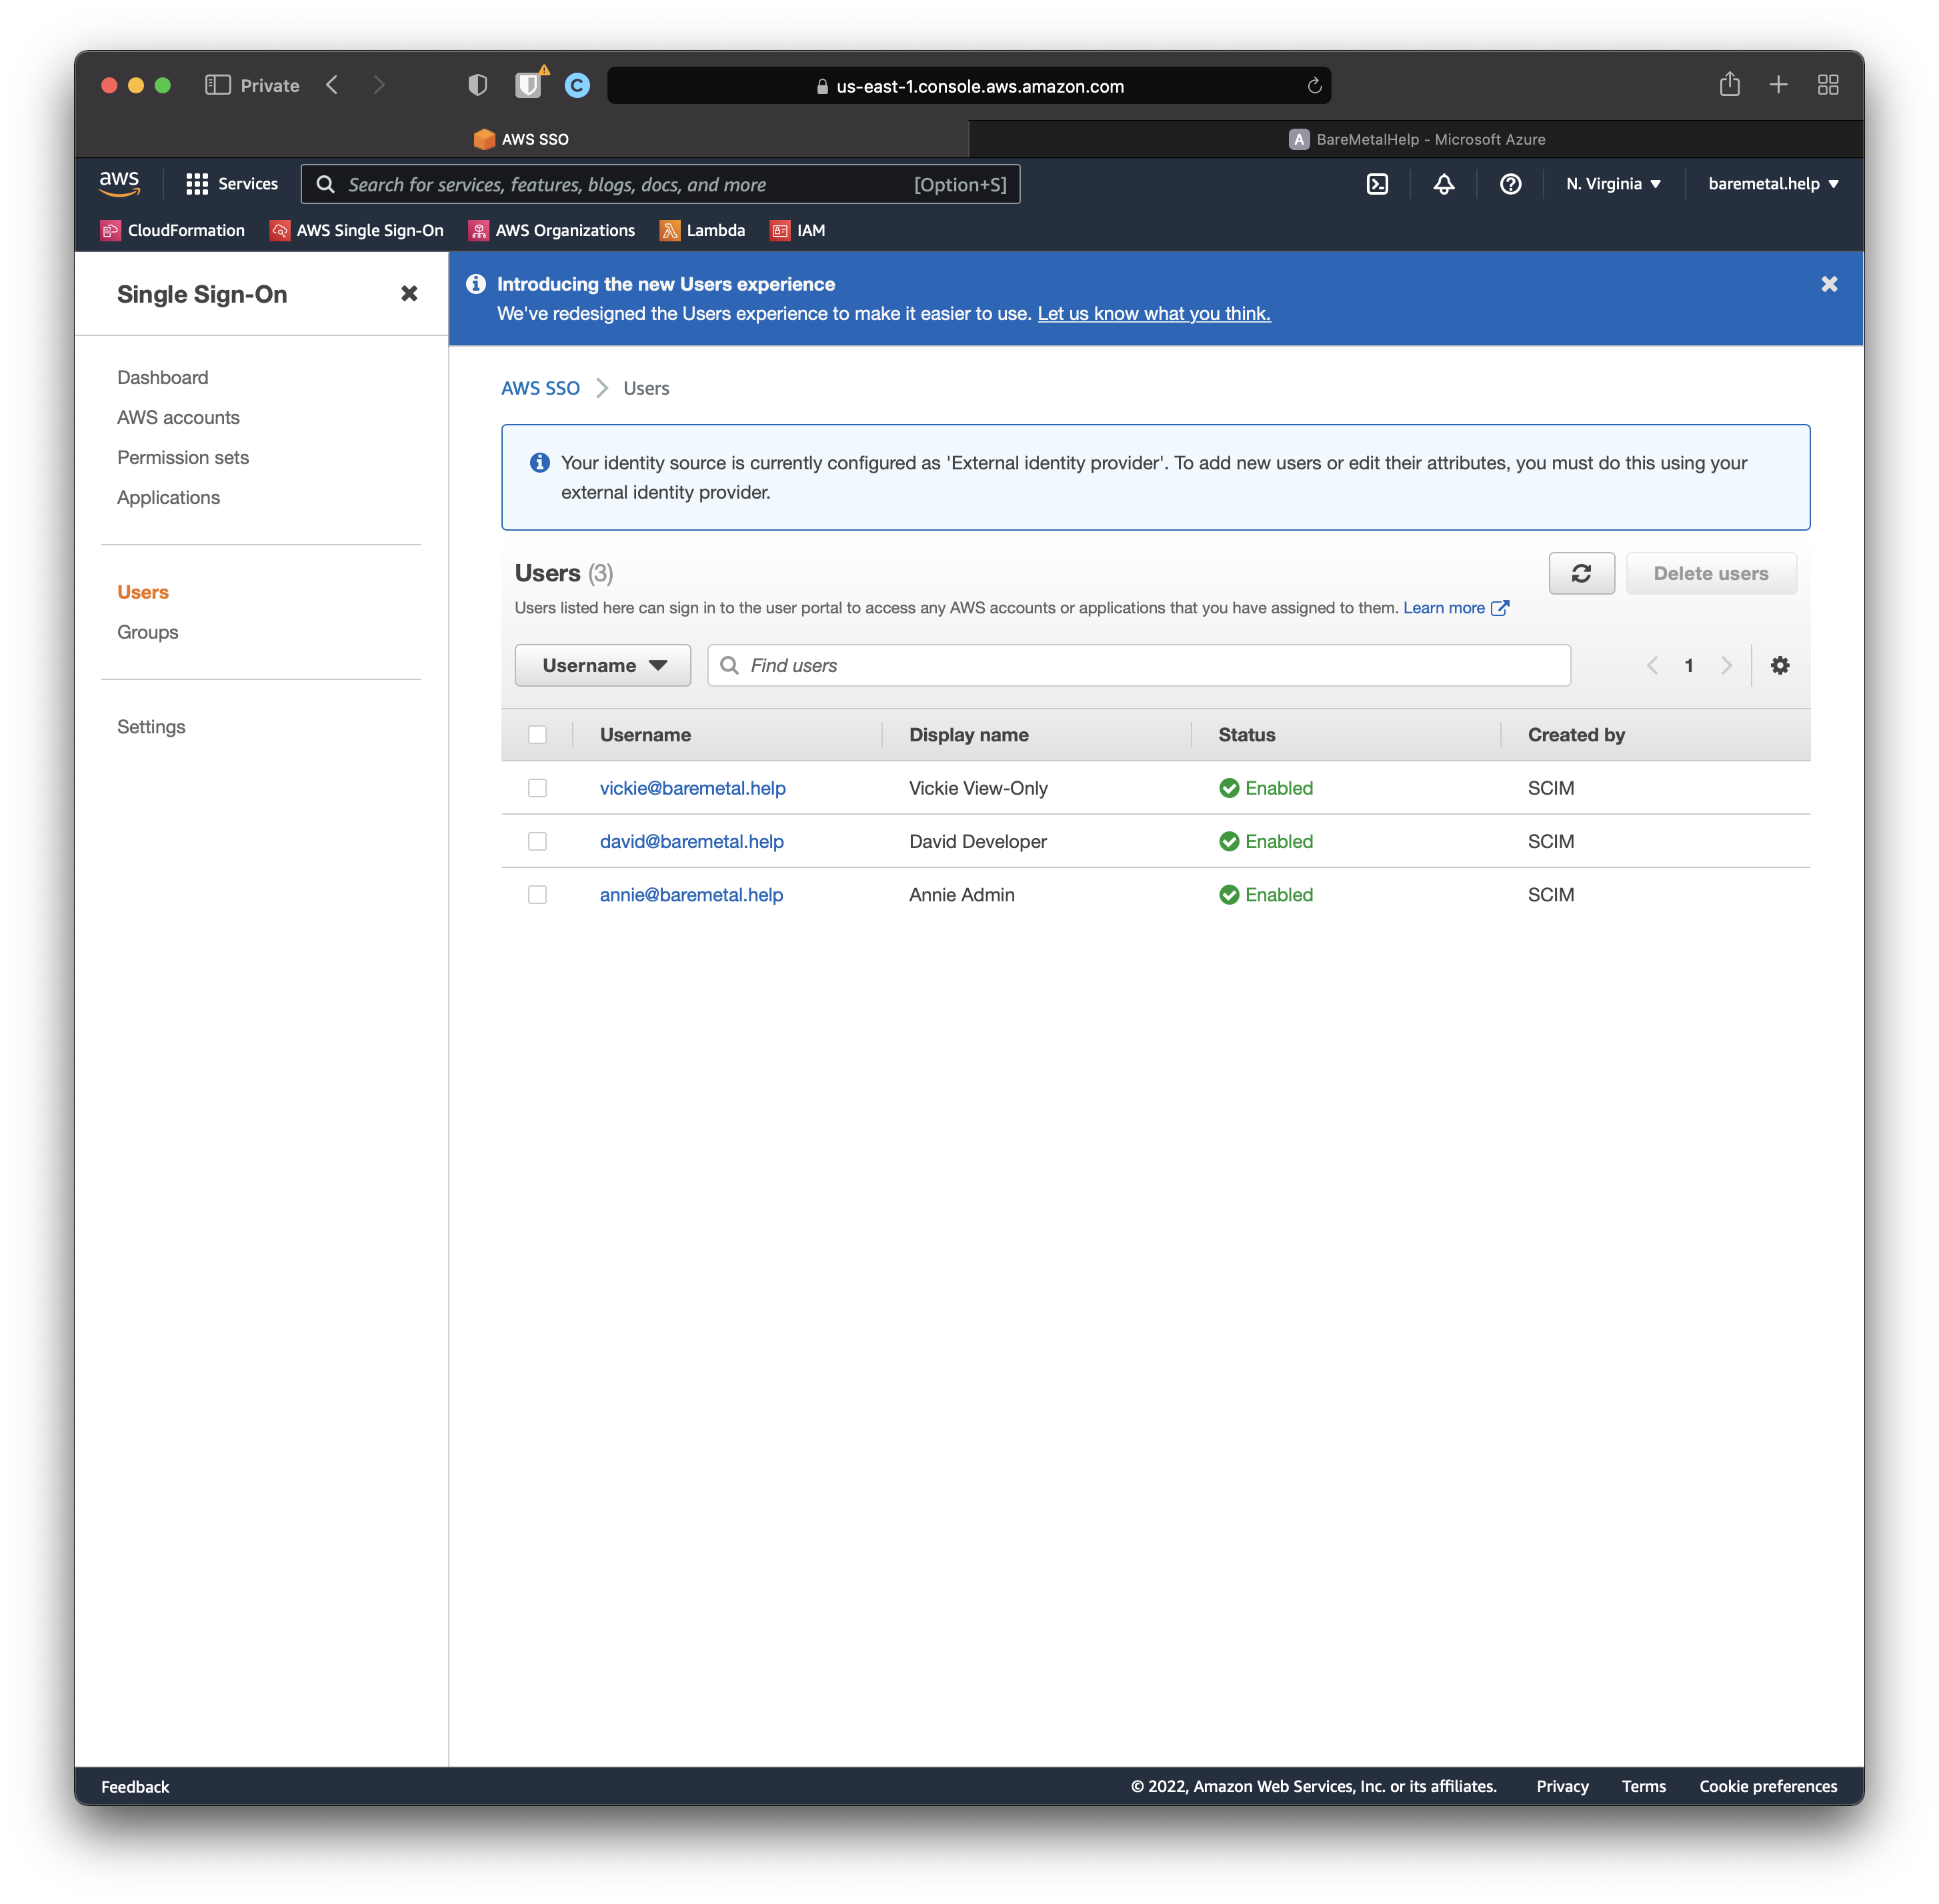 Private
us-east-1.console.aws.amazon.com
AWS SSO
A BareMetalHelp - Microsoft Azure
aws Services Search for services, features, blogs, docs, and more [Option+S] N. Virginia baremetal.help
CloudFormation AWS Single Sign-On AWS Organizations Lambda IAM
Single Sign-On
Dashboard
AWS accounts
Permission sets
Applications
Users
Groups
Settings
Introducing the new Users experience
We've redesigned the Users experience to make it easier to use. Let us know what you think.
AWS SSO Users
Your identity source is currently configured as 'External identity provider'. To add new users or edit their attributes, you must do this using your
external identity provider.
Users (3)
Delete users
Users listed here can sign in to the user portal to access any AWS accounts or applications that you have assigned to them. Learn more
Username Find users 1
Username Display name Status Created by
vickie@baremetal.help Vickie View-Only Enabled SCIM
david@baremetal.help David Developer Enabled SCIM
annie@baremetal.help Annie Admin Enabled SCIM
Feedback © 2022, Amazon Web Services, Inc. or its affiliates. Privacy Terms Cookie preferences